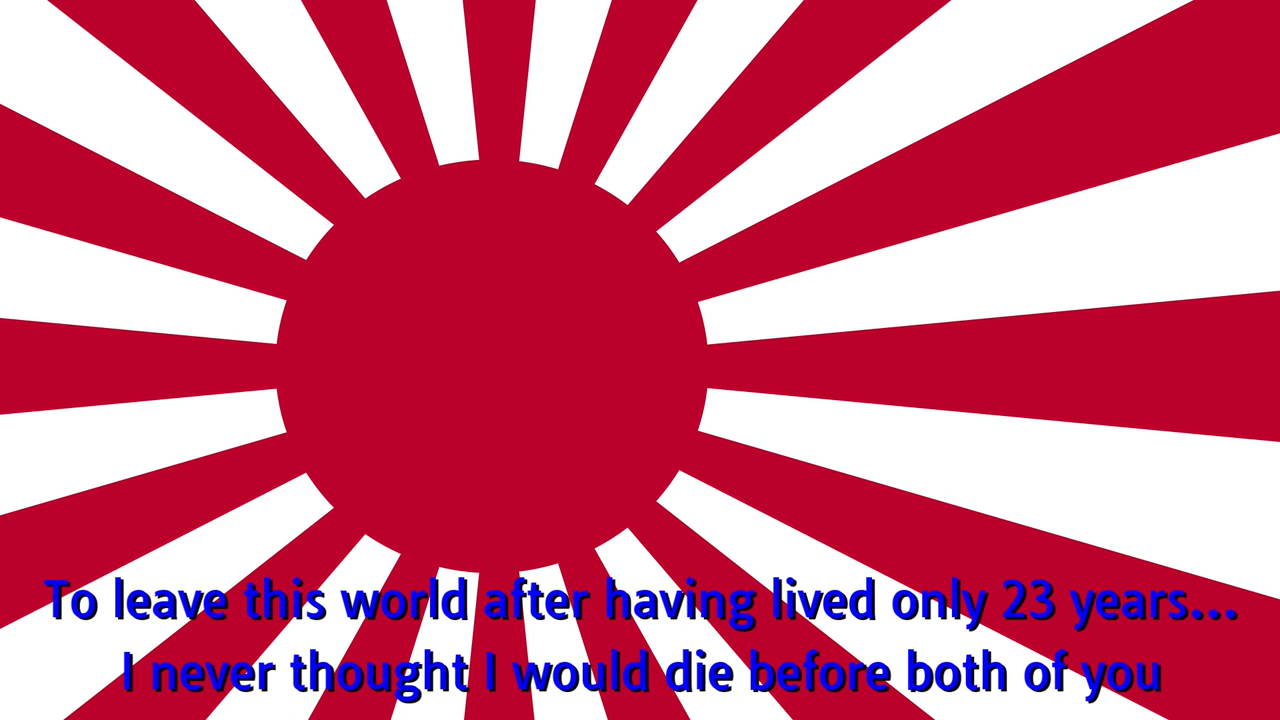 To leave this world after having lived only 23 years...
I never thought I would die before both of you